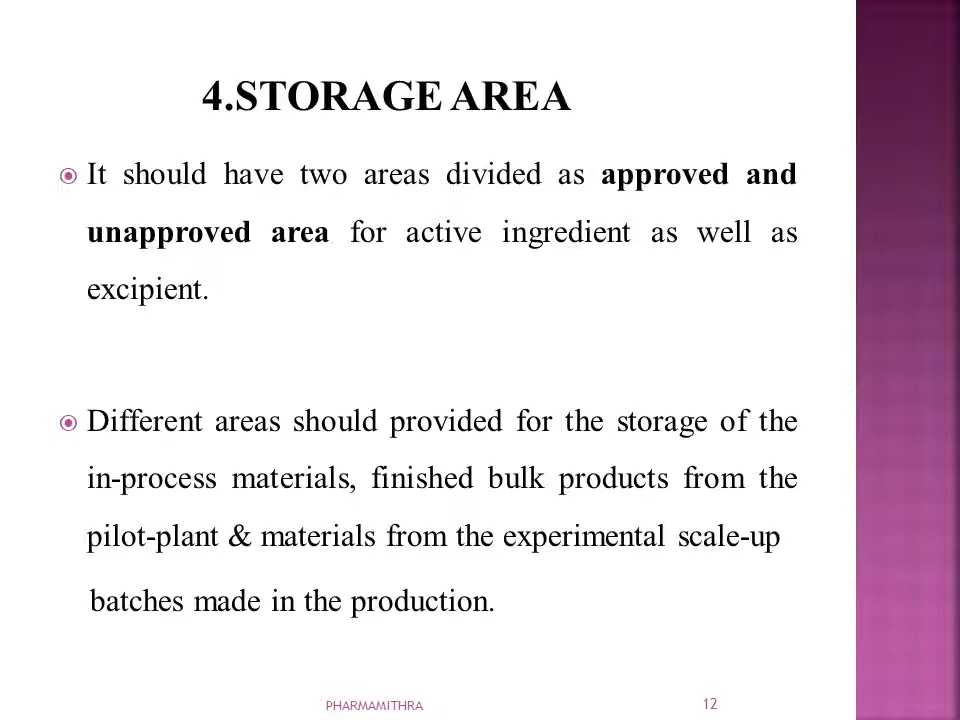 4.STORAGE AREA
It should have two areas divided as approved and
unapproved area for active ingredient as well as
excipient.
Different areas should provided for the storage of the
in-process materials, finished bulk products from the
pilot-plant & materials from the experimental scale-up
batches made in the production.
PHARMAMITHRA
12